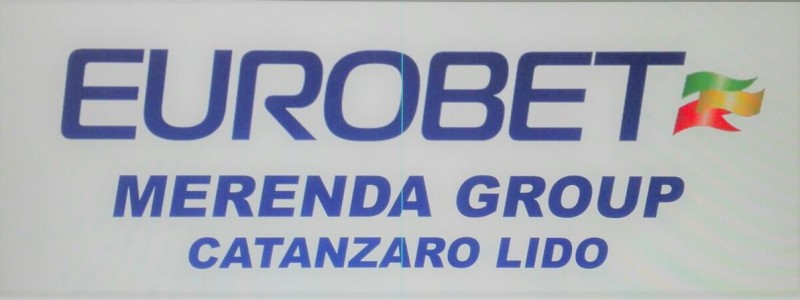 EUROBET
MERENDA GROUP
CATANZARO LIDO